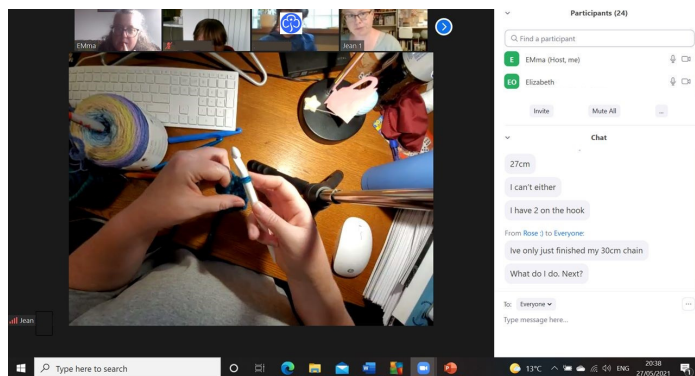 Participants (24)
EMma
Jean 1
Find a participant
E EMma (Host, me)
EO Elizabeth
Invite Mute All ...
Chat
27cm
I can't either
I have 2 on the hook
From Rose :) to Everyone:
Ive only just finished my 30cm chain
What do I do. Next?
To: Everyone ...
Type message here...
Jean
Type here to search
13°C ENG 20:38
27/05/2021